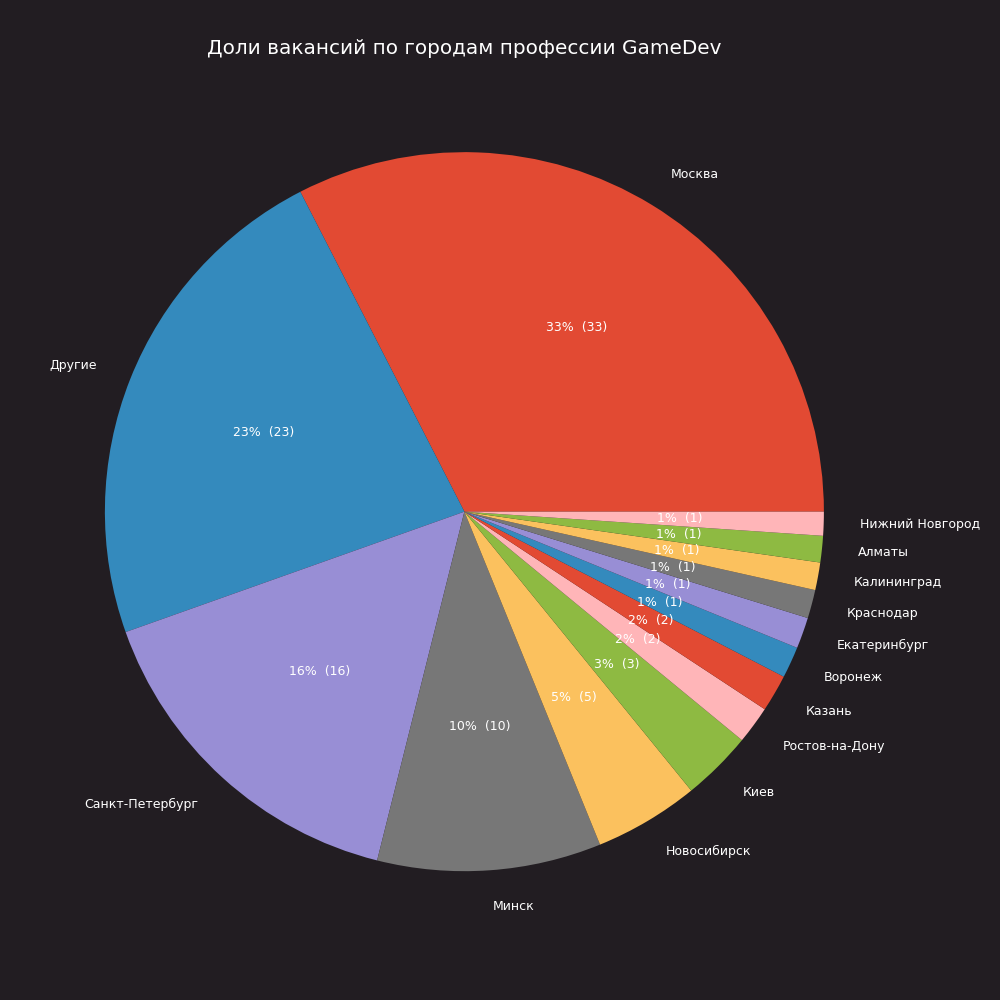 Доли вакансий по городам профессии GameDev
Москва
33% (33)
Другие
23% (23)
Санкт-Петербург
16% (16)
Минск
10% (10)
Новосибирск
5% (5)
Киев
3% (3)
Ростов-на-Дону
2% (2)
Казань
2% (2)
Воронеж
1% (1)
Екатеринбург
1% (1)
Краснодар
1% (1)
Калининград
1% (1)
Алматы
1% (1)
Нижний Новгород
1% (1)